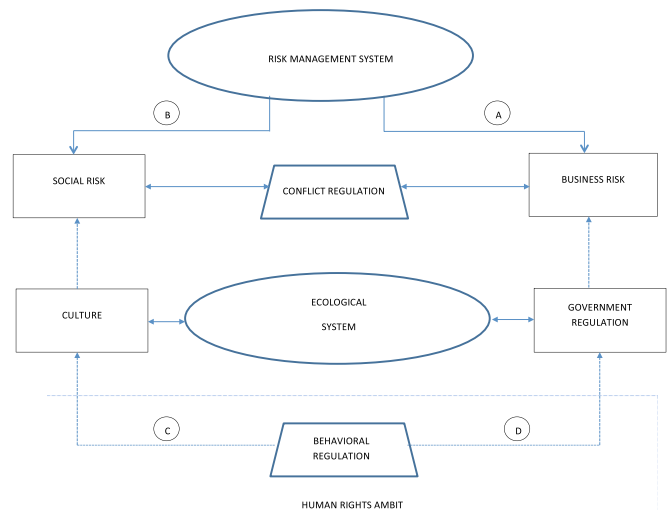 RISK MANAGEMENT SYSTEM
B
A
SOCIAL RISK
CONFLICT REGULATION
BUSINESS RISK
CULTURE
ECOLOGICAL
SYSTEM
GOVERNMENT
REGULATION
C
D
BEHAVIORAL
REGULATION
HUMAN RIGHTS AMBIT